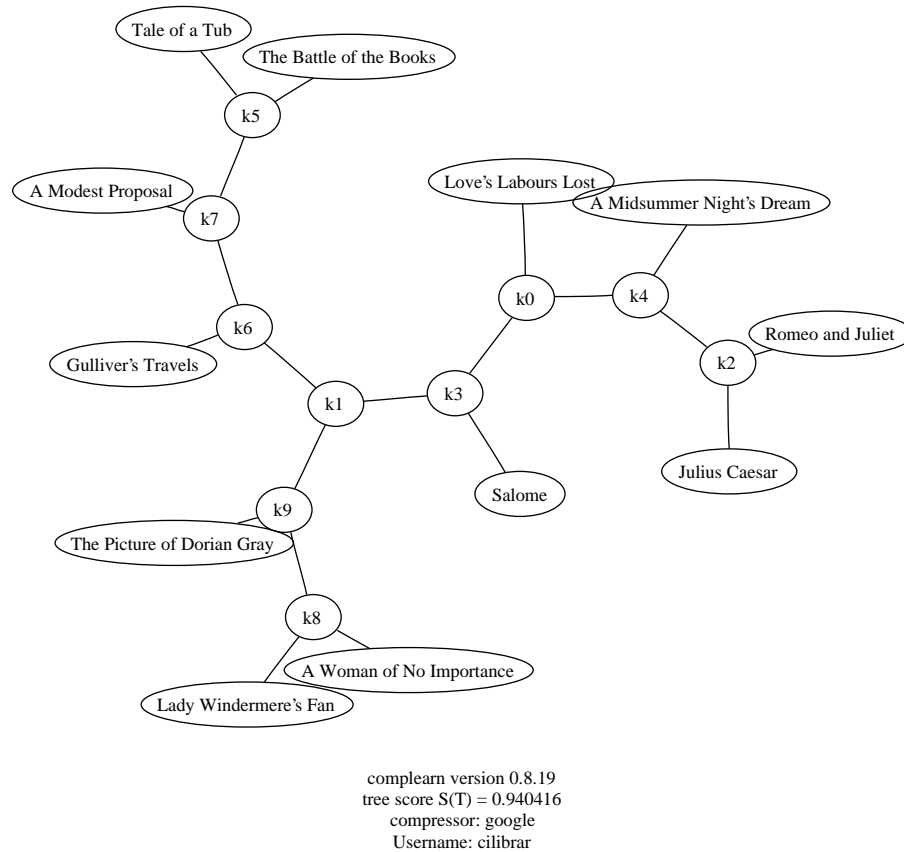 Tale of a Tub
The Battle of the Books
k5
A Modest Proposal
k7
Love's Labours Lost
A Midsummer Night's Dream
k0
k4
k6
Romeo and Juliet
Gulliver's Travels
k2
k1
k3
Julius Caesar
Salome
k9
The Picture of Dorian Gray
k8
A Woman of No Importance
Lady Windermere's Fan
complearn version 0.8.19
tree score S(T) = 0.940416
compressor: google
Username: cilibrar